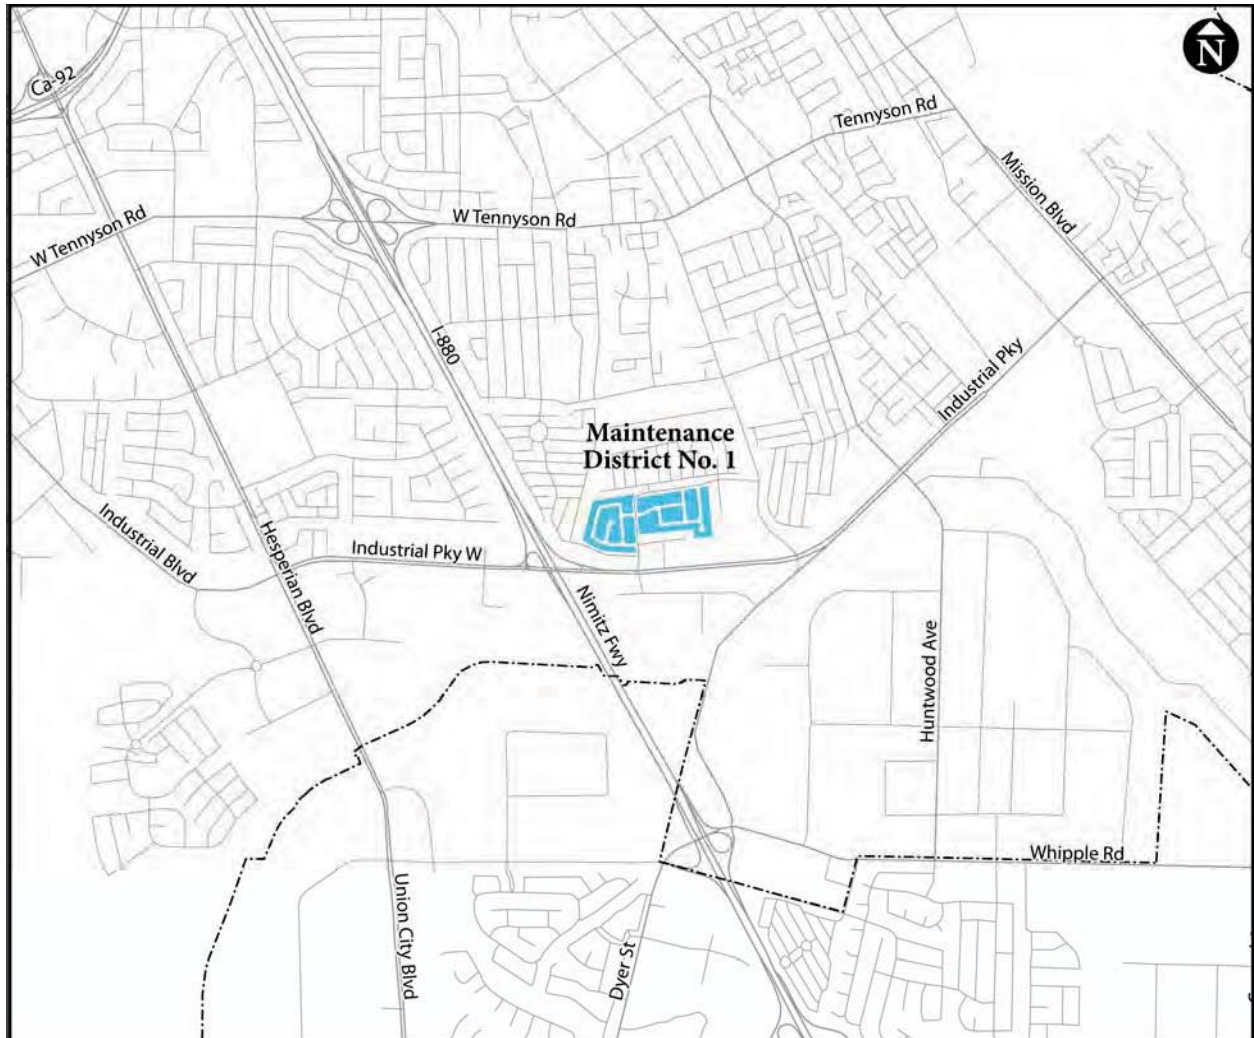 N
Ca-92
Tennyson Rd
Mission Blvd
W Tennyson Rd
W Tennyson Rd
I-880
Industrial Pky
Maintenance
District No. 1
Industrial Blvd
Hesperian Blvd
Industrial Pky W
Nimitz Fwy
Huntwood Ave
Whipple Rd
Union City Blvd
Dyer St